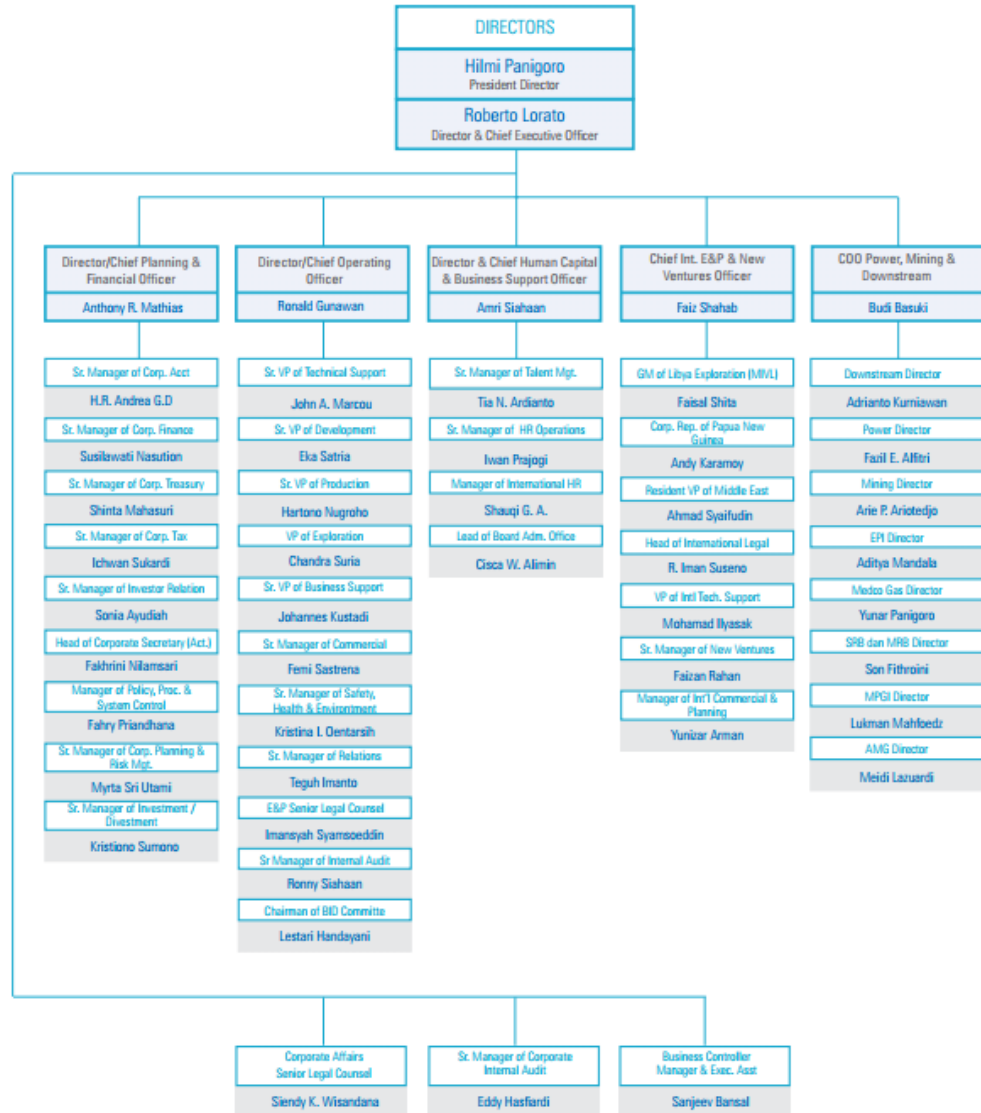 DIRECTORS
Hilmi Panigoro
President Director
Roberto Lorato
Director & Chief Executive Officer
Director/Chief Planning &
Financial Officer
Anthony R. Mathias
Sr. Manager of Corp. Acct
H.R. Andrea G.D
Sr. Manager of Corp. Finance
Susilawati Nasution
Sr. Manager of Corp. Treasury
Shinta Mahasuri
Sr. Manager of Corp. Tax
Ichwan Sukardi
Sr. Manager of Investor Relation
Sonia Ayudiah
Head of Corporate Secretary (Act.)
Fakhrini Nilamsari
Manager of Policy, Proc. &
System Control
Fahry Priandhana
Sr. Manager of Corp. Planning &
Risk Mgt.
Myrta Sri Utami
Sr. Manager of Investment /
Divestment
Kristiono Sumono
Director/Chief Operating
Officer
Ronald Gunawan
Sr. VP of Technical Support
John A. Marcou
Sr. VP of Development
Eka Satria
Sr. VP of Production
Hartono Nugroho
VP of Exploration
Chandra Suria
Sr. VP of Business Support
Johannes Kustadi
Sr. Manager of Commercial
Femi Sastrena
Sr. Manager of Safety,
Health & Environtment
Kristina I. Oentarsih
Sr. Manager of Relations
Teguh Imanto
E&P Senior Legal Counsel
Imansyah Syamsoeddin
Sr Manager of Internal Audit
Ronny Siahaan
Chairman of BID Committe
Lestari Handayani
Director & Chief Human Capital
& Business Support Officer
Amri Siahaan
Sr. Manager of Talent Mgt.
Tia N. Ardianto
Sr. Manager of HR Operations
Iwan Prajogi
Manager of International HR
Shauqi G. A.
Lead of Board Adm. Office
Cisca W. Alimin
Chief Int. E&P & New
Ventures Officer
Faiz Shahab
GM of Libya Exploration (MIVL)
Faisal Shita
Corp. Rep. of Papua New
Guinea
Andy Karamoy
Resident VP of Middle East
Ahmad Syaifudin
Head of International Legal
R. Iman Suseno
VP of Intl Tech. Support
Mohamad Illyasak
Sr. Manager of New Ventures
Faizan Rahan
Manager of Int'l Commercial &
Planning
Yunizar Arman
COO Power, Mining &
Downstream
Budi Basuki
Downstream Director
Adrianto Kurniawan
Power Director
Fazil E. Alfitri
Mining Director
Arie P. Ariotedjo
EPI Director
Aditya Mandala
Medco Gas Director
Yunar Panigoro
SRB dan MRB Director
Son Fithroini
MPGI Director
Lukman Mahfoedz
AMG Director
Meidi Lazuardi
Corporate Affairs
Senior Legal Counsel
Siendy K. Wisandana
Sr. Manager of Corporate
Internal Audit
Eddy Hasfiardi
Business Controller
Manager & Exec. Asst
Sanjeev Bansal